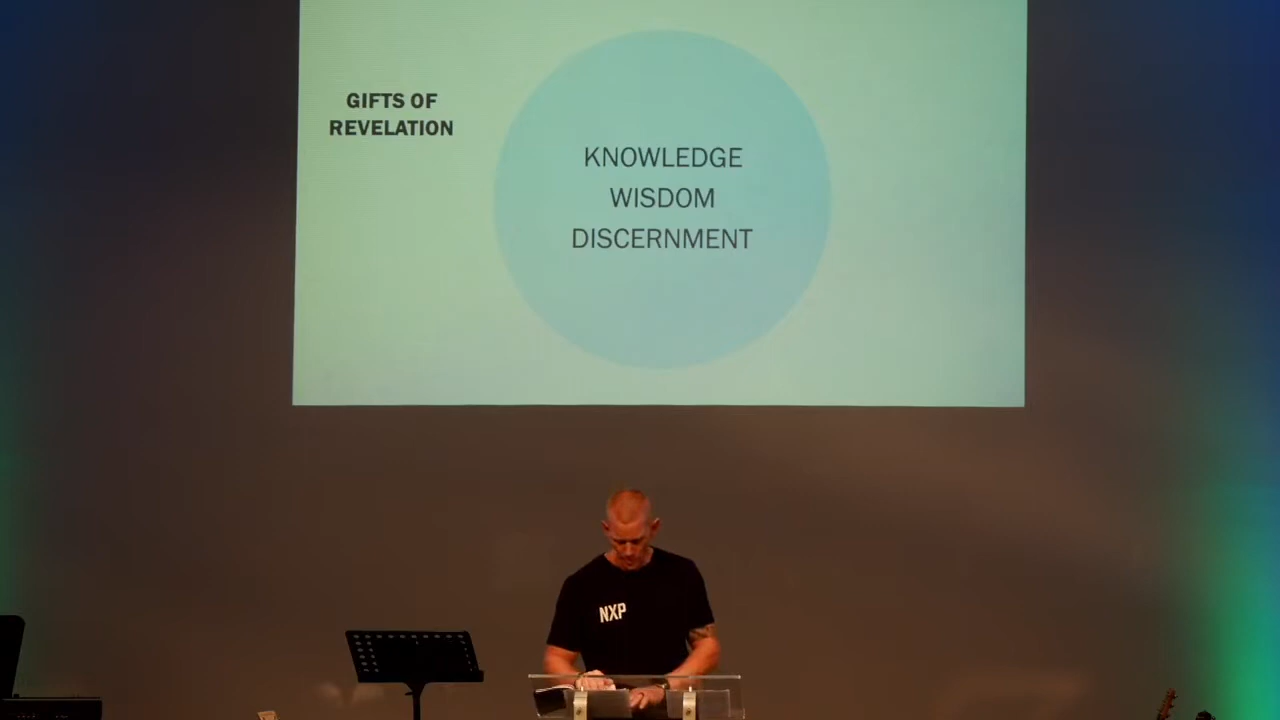 GIFTS OF
REVELATION
KNOWLEDGE
WISDOM
DISCERNMENT
NXP